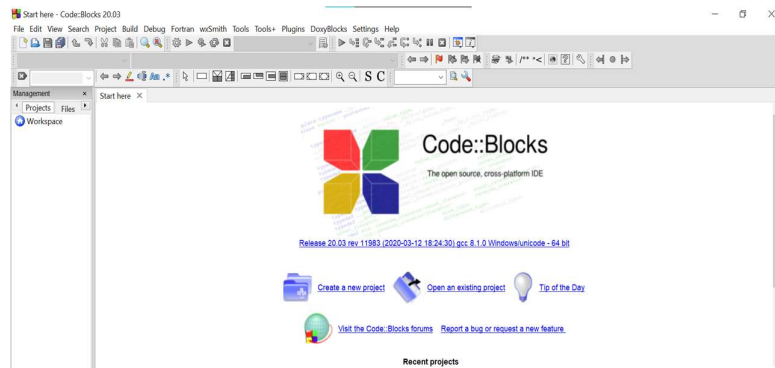 Start here - Code::Blocks 20.03
File Edit View Search Project Build Debug Fortran wxSmith Tools Tools+ Plugins DoxyBlocks Settings Help
S C
Management
Start here
Projects Files
Workspace
Code::Blocks
The open source, cross-platform IDE
Release 20.03 rev 11983 (2020-03-12 18:24:30) gcc 8.1.0 Windows/unicode - 64 bit
Create a new project Open an existing project Tip of the Day
Visit the Code::Blocks forums Report a bug or request a new feature
Recent projects